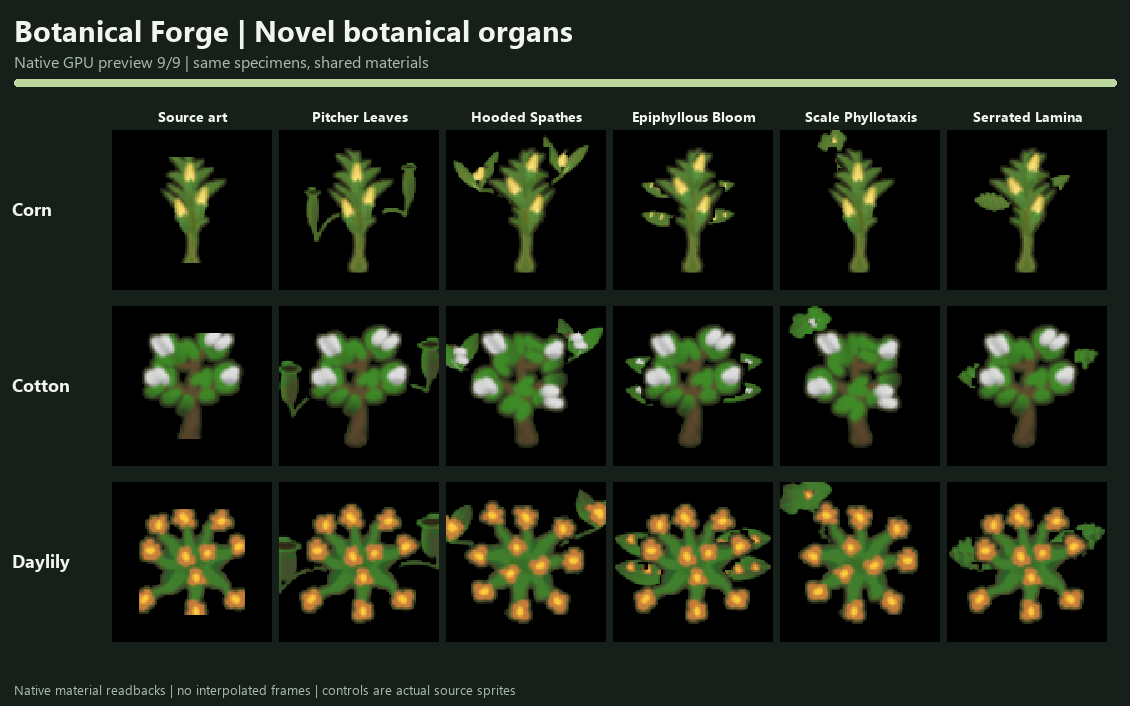 Botanical Forge | Novel botanical organs
Native GPU preview 9/9 | same specimens, shared materials
Source art Pitcher Leaves Hooded Spathes Epiphyllous Bloom Scale Phyllotaxis Serrated Lamina
Corn
Cotton
Daylily
Native material readbacks | no interpolated frames | controls are actual source sprites